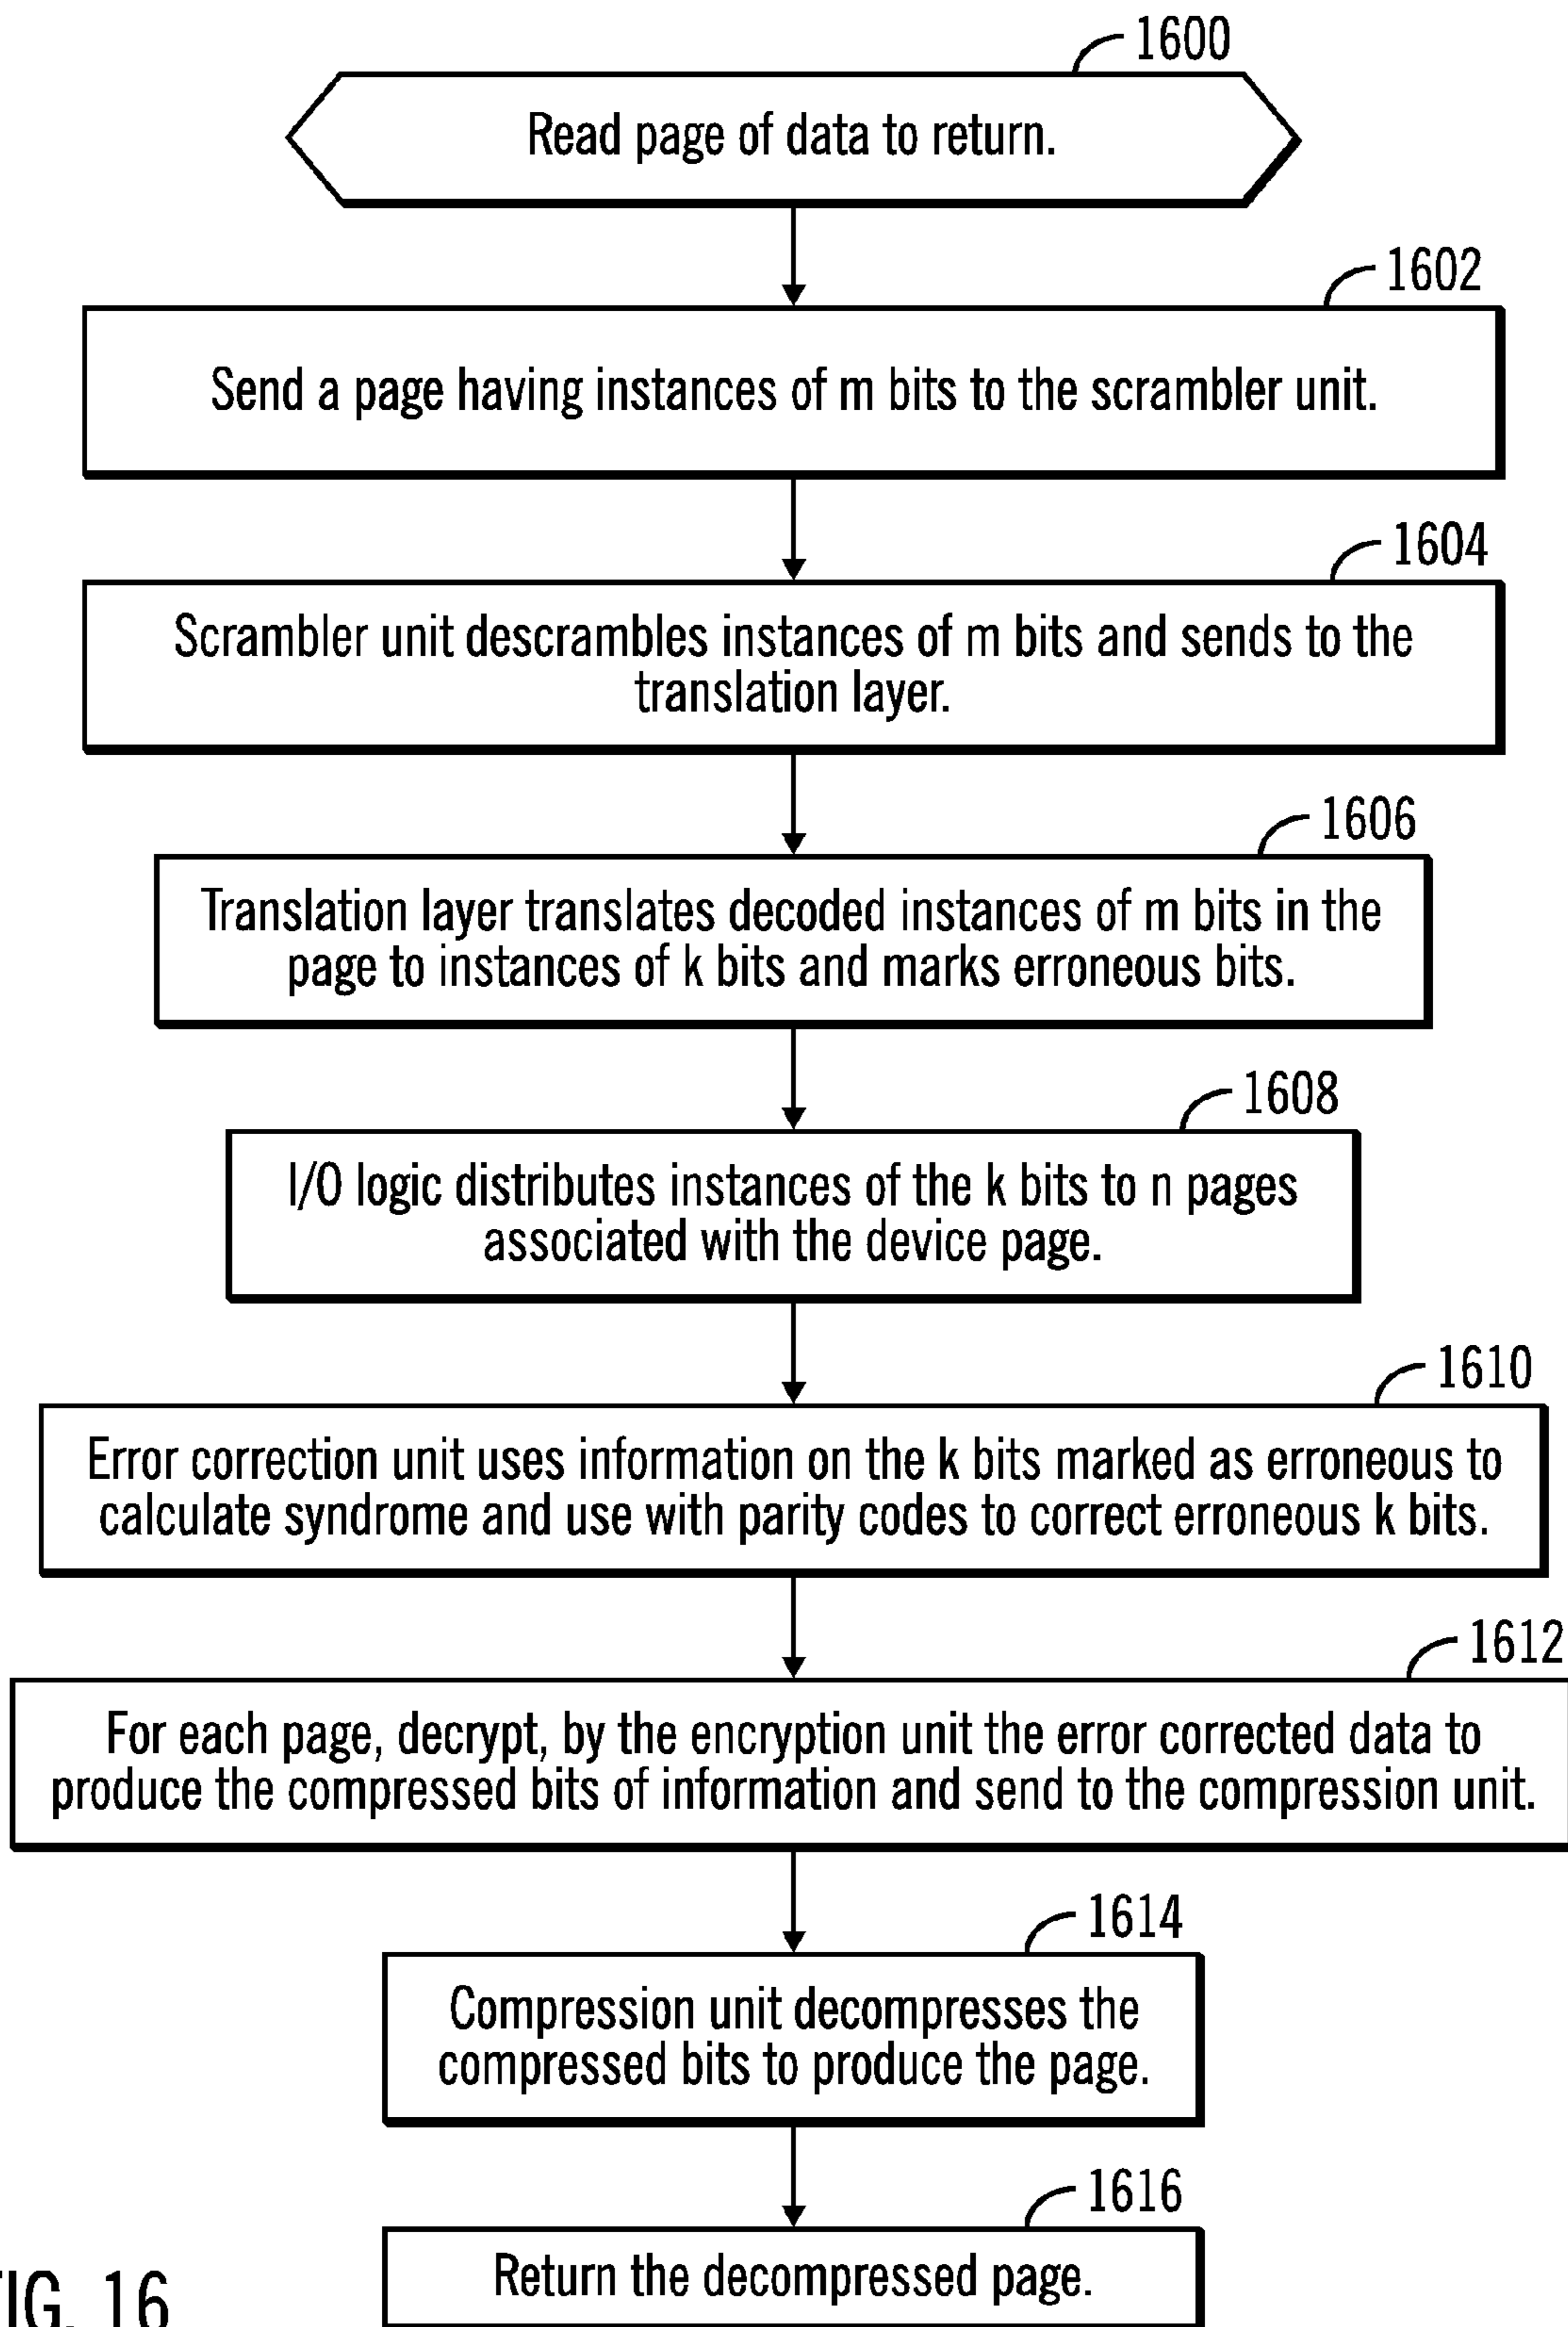 1600
Read page of data to return.
1602
Send a page having instances of m bits to the scrambler unit.
1604
Scrambler unit descrambles instances of m bits and sends to the
translation layer.
1606
Translation layer translates decoded instances of m bits in the
page to instances of k bits and marks erroneous bits.
1608
I/O logic distributes instances of the k bits to n pages
associated with the device page.
1610
Error correction unit uses information on the k bits marked as erroneous to
calculate syndrome and use with parity codes to correct erroneous k bits.
1612
For each page, decrypt, by the encryption unit the error corrected data to
produce the compressed bits of information and send to the compression unit.
1614
Compression unit decompresses the
compressed bits to produce the page.
1616
Return the decompressed page.
FIG. 16